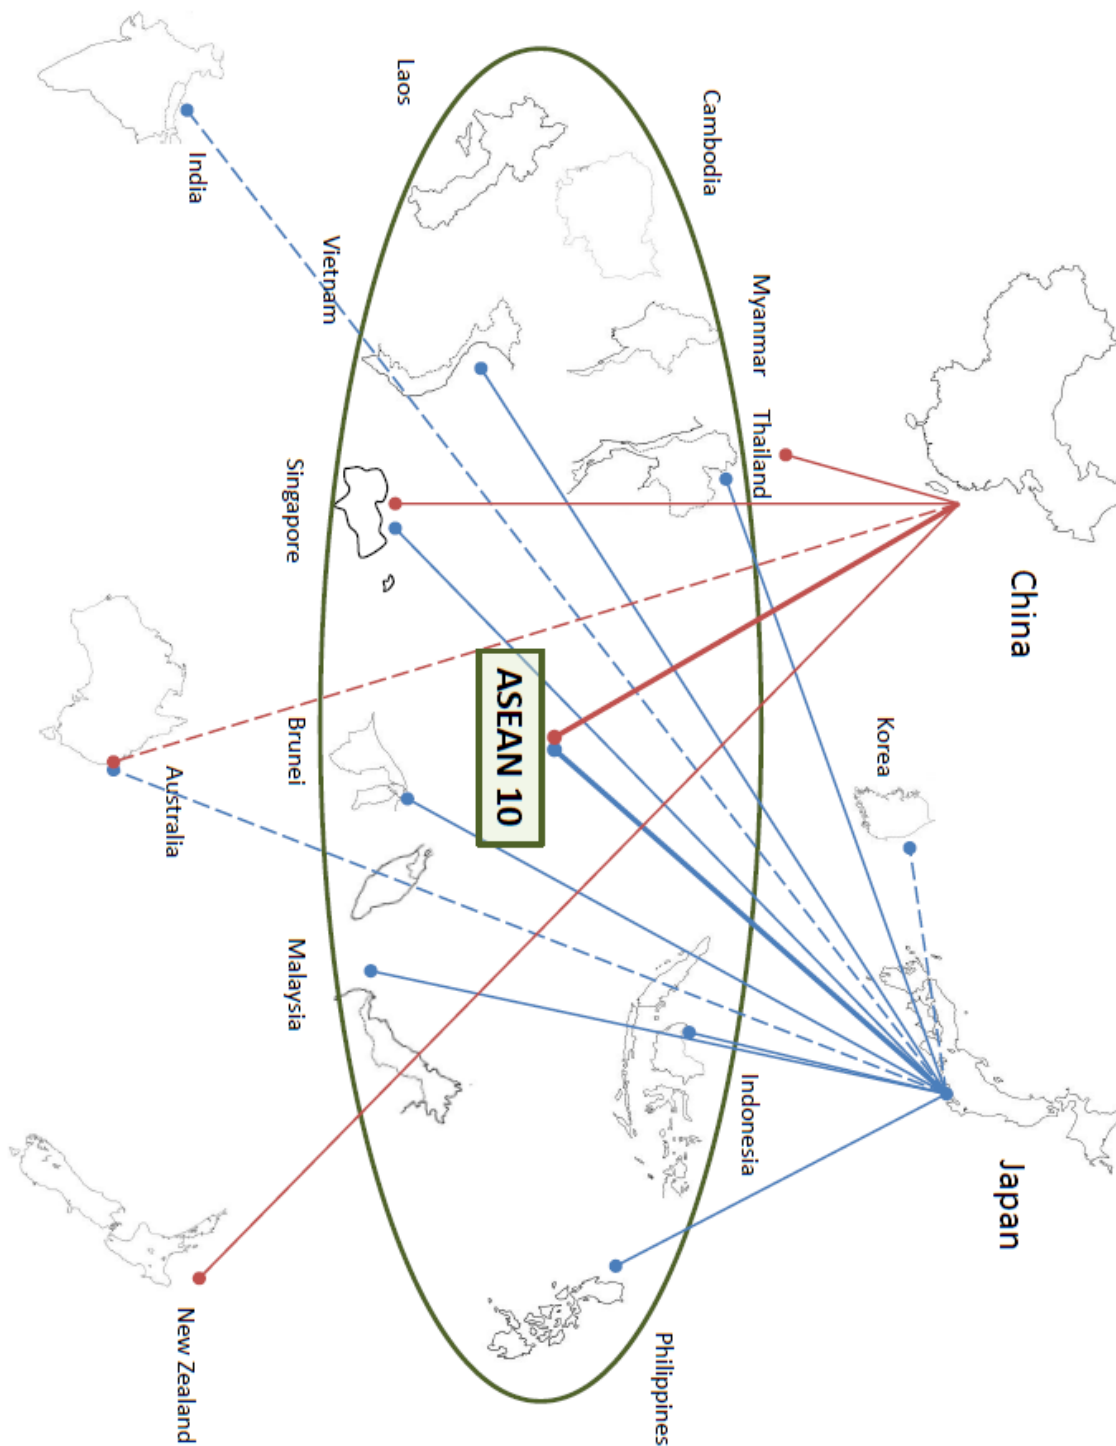 China
Japan
Korea
Cambodia
Myanmar
Thailand
Indonesia
Philippines
ASEAN 10
Laos
Vietnam
Singapore
Brunei
Malaysia
India
Australia
New Zealand